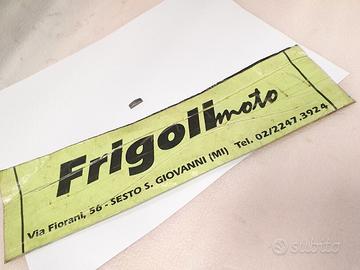 Frigoli moto
Via Fiorani, 56 - SESTO S. GIOVANNI (MI) Tel. 02/2247.3924
subito